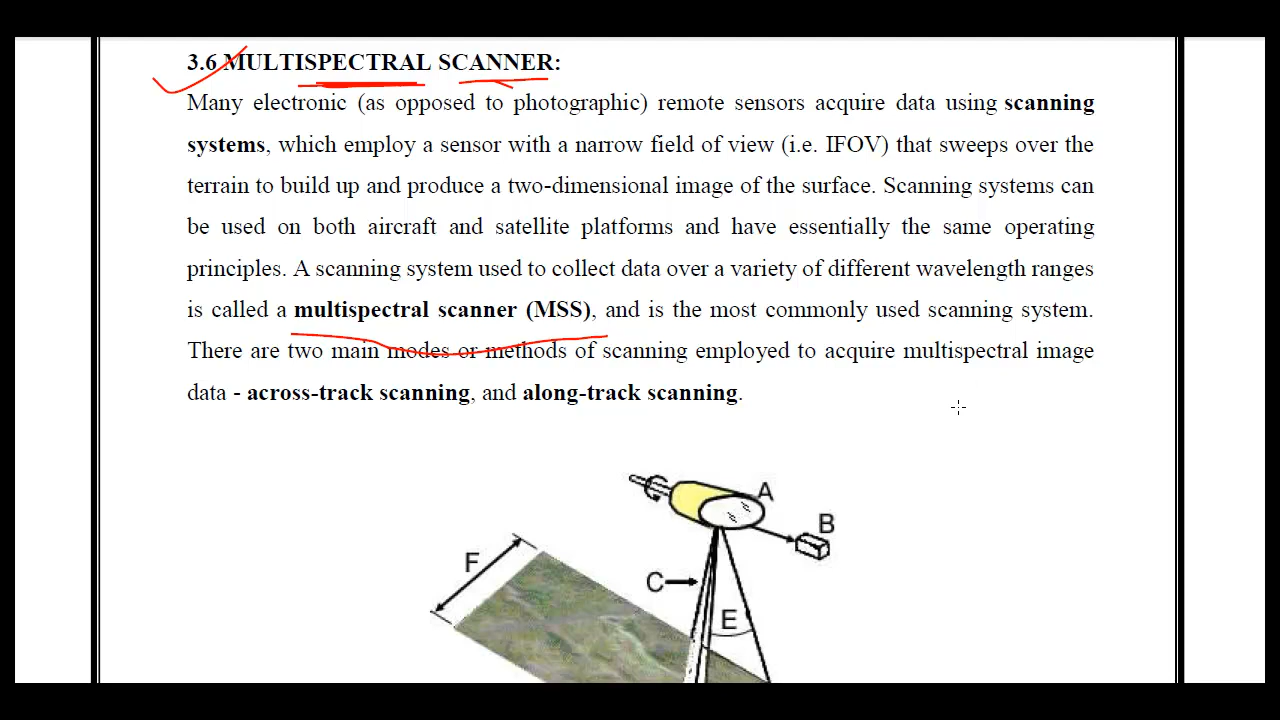 3.6 MULTISPECTRAL SCANNER:
Many electronic (as opposed to photographic) remote sensors acquire data using scanning
systems, which employ a sensor with a narrow field of view (i.e. IFOV) that sweeps over the
terrain to build up and produce a two-dimensional image of the surface. Scanning systems can
be used on both aircraft and satellite platforms and have essentially the same operating
principles. A scanning system used to collect data over a variety of different wavelength ranges
is called a multispectral scanner (MSS), and is the most commonly used scanning system.
There are two main modes or methods of scanning employed to acquire multispectral image
data - across-track scanning, and along-track scanning.
A
B
F
C
E